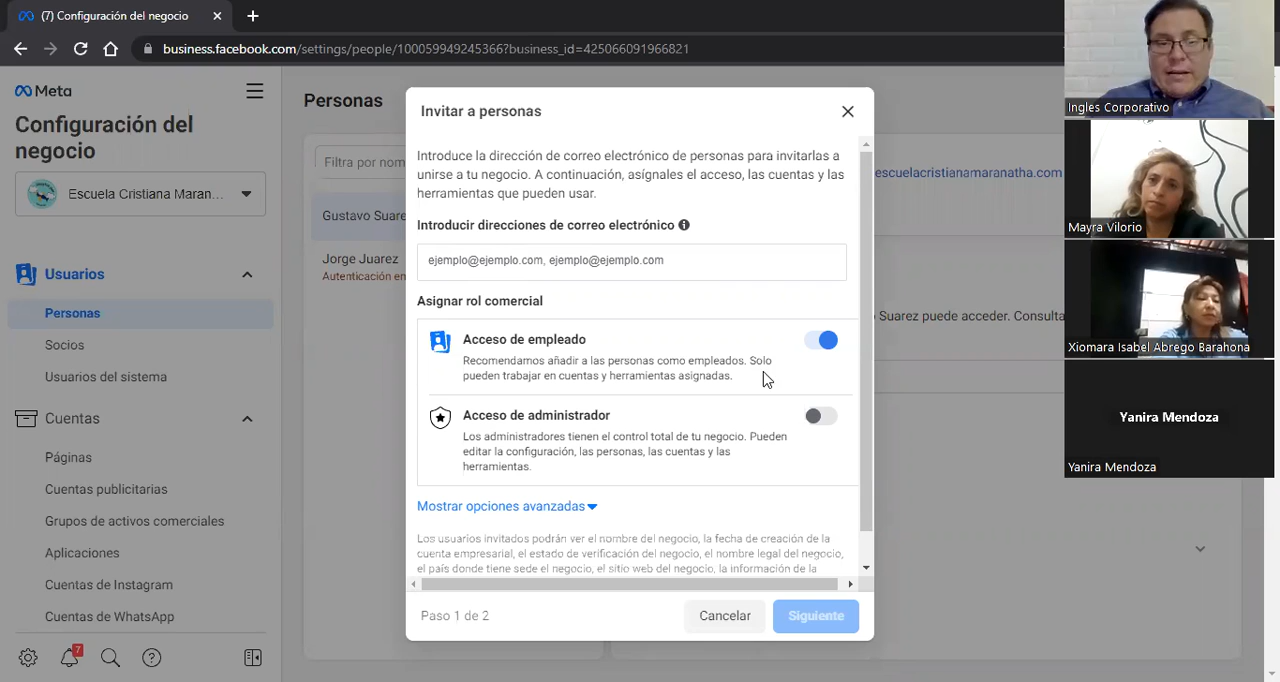 (7) Configuración del negocio
business.facebook.com/settings/people/100059949245366?business_id=425066091966821
Meta
Configuración del
negocio
Escuela Cristiana Maran...
Usuarios
Personas
Socios
Usuarios del sistema
Cuentas
Páginas
Cuentas publicitarias
Grupos de activos comerciales
Aplicaciones
Cuentas de Instagram
Cuentas de WhatsApp
7
Personas
Filtra por nom
Gustavo Suare
Jorge Juarez
Autenticación en
Invitar a personas
Introduce la dirección de correo electrónico de personas para invitarlas a
unirse a tu negocio. A continuación, asígnales el acceso, las cuentas y las
herramientas que pueden usar.
Introducir direcciones de correo electrónico
ejemplo@ejemplo.com, ejemplo@ejemplo.com
Asignar rol comercial
Acceso de empleado
Recomendamos añadir a las personas como empleados. Solo
pueden trabajar en cuentas y herramientas asignadas.
Acceso de administrador
Los administradores tienen el control total de tu negocio. Pueden
editar la configuración, las personas, las cuentas y las
herramientas.
Mostrar opciones avanzadas
Los usuarios invitados podrán ver el nombre del negocio, la fecha de creación de la
cuenta empresarial, el estado de verificación del negocio, el nombre legal del negocio,
el país donde tiene sede el negocio, el sitio web del negocio, la información de la
Paso 1 de 2
Cancelar
Siguiente
escuelacristianamaranatha.com
Suarez puede acceder. Consulta
Ingles Corporativo
Mayra Vilorio
Xiomara Isabel Abrego Barahona
Yanira Mendoza
Yanira Mendoza